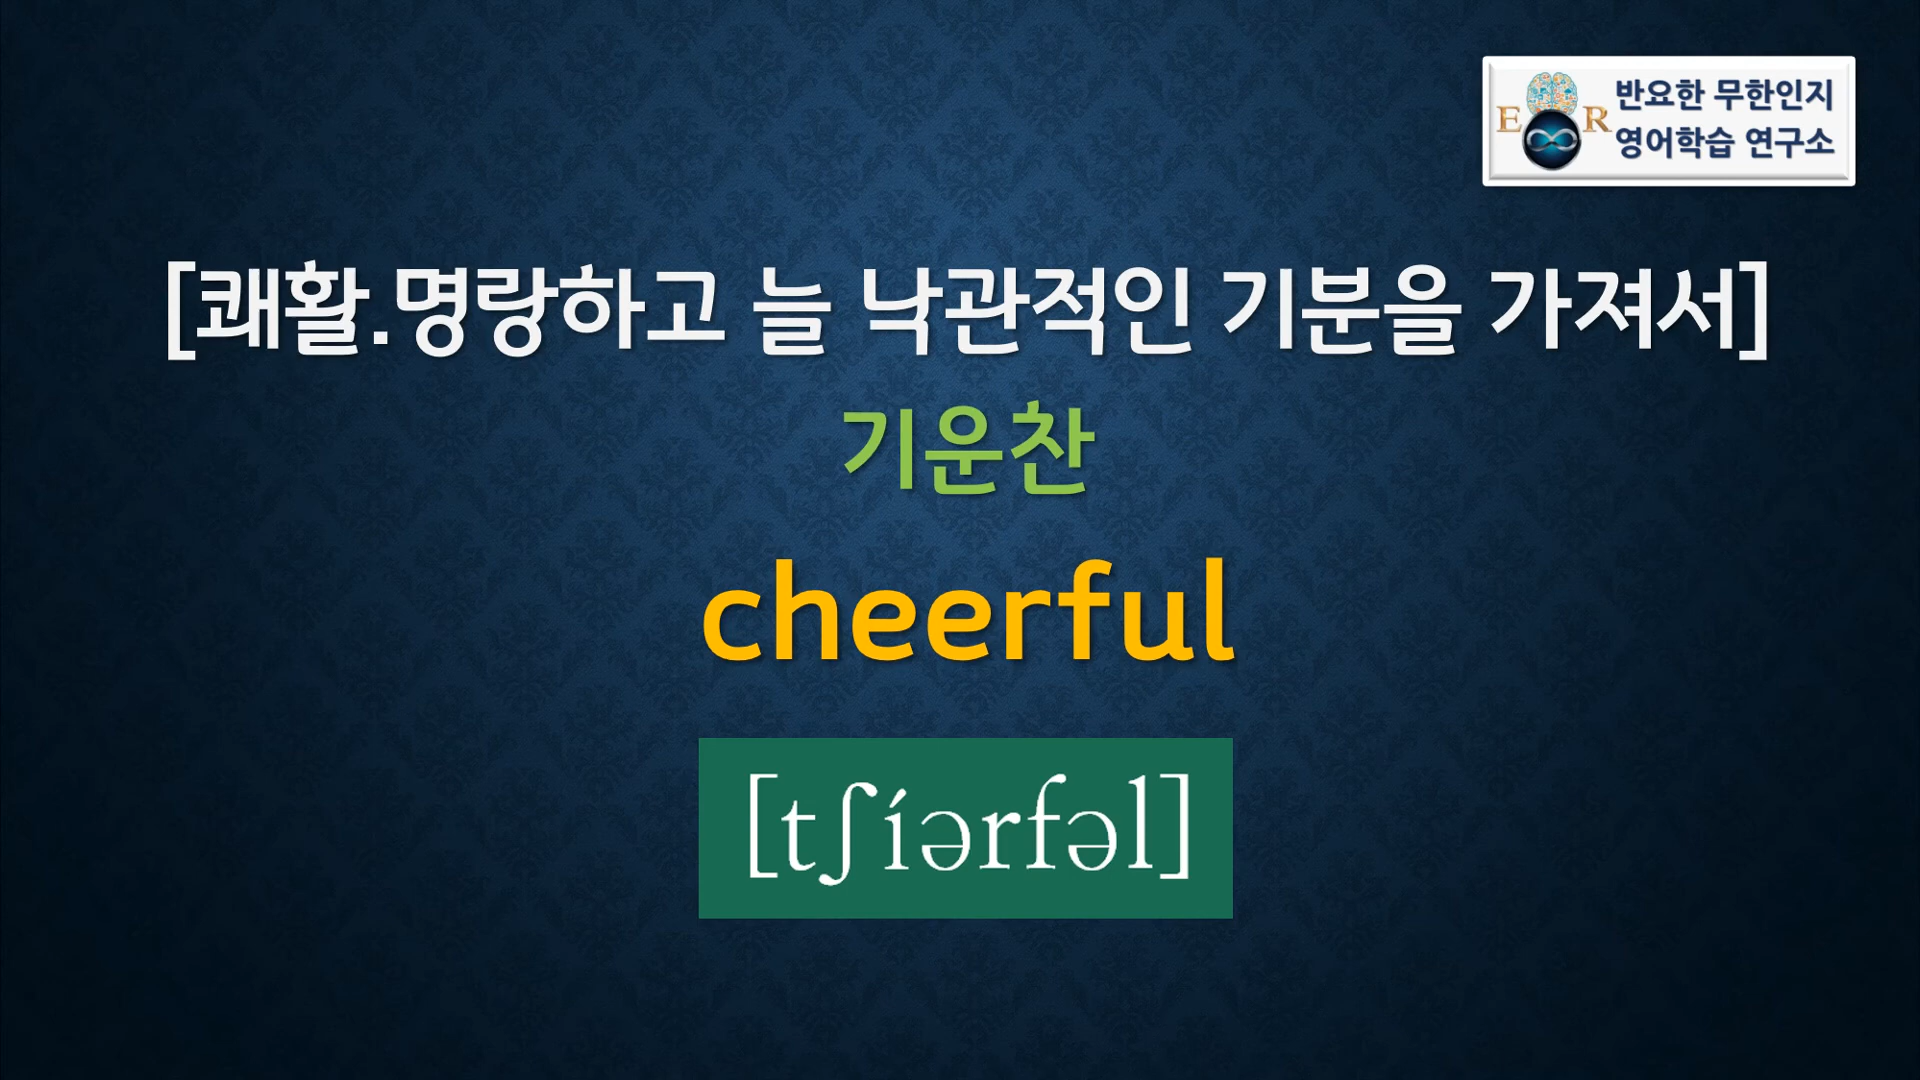 E R 반요한 무한인지
영어학습 연구소
[쾌활.명랑하고 늘 낙관적인 기분을 가져서]
기운찬
cheerful
[tʃíərfəl]